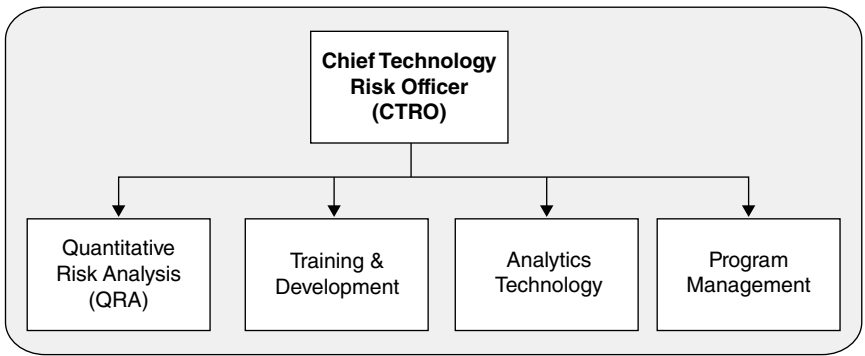 Chief Technology
Risk Officer
(CTRO)
Quantitative
Risk Analysis
(QRA)
Training &
Development
Analytics
Technology
Program
Management